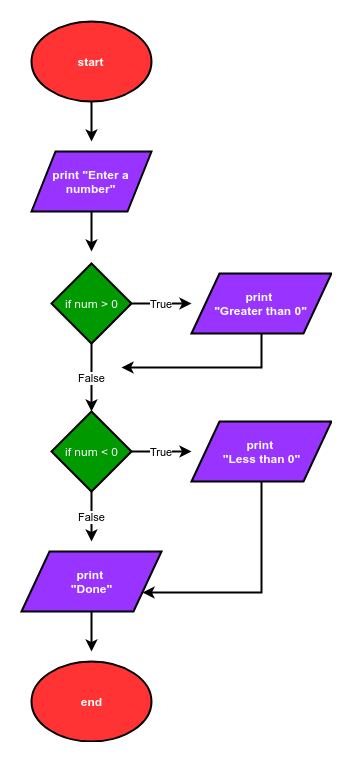 start
print "Enter a
number"
if num > 0
True
print
"Greater than 0"
False
if num < 0
True
print
"Less than 0"
False
print
"Done"
end